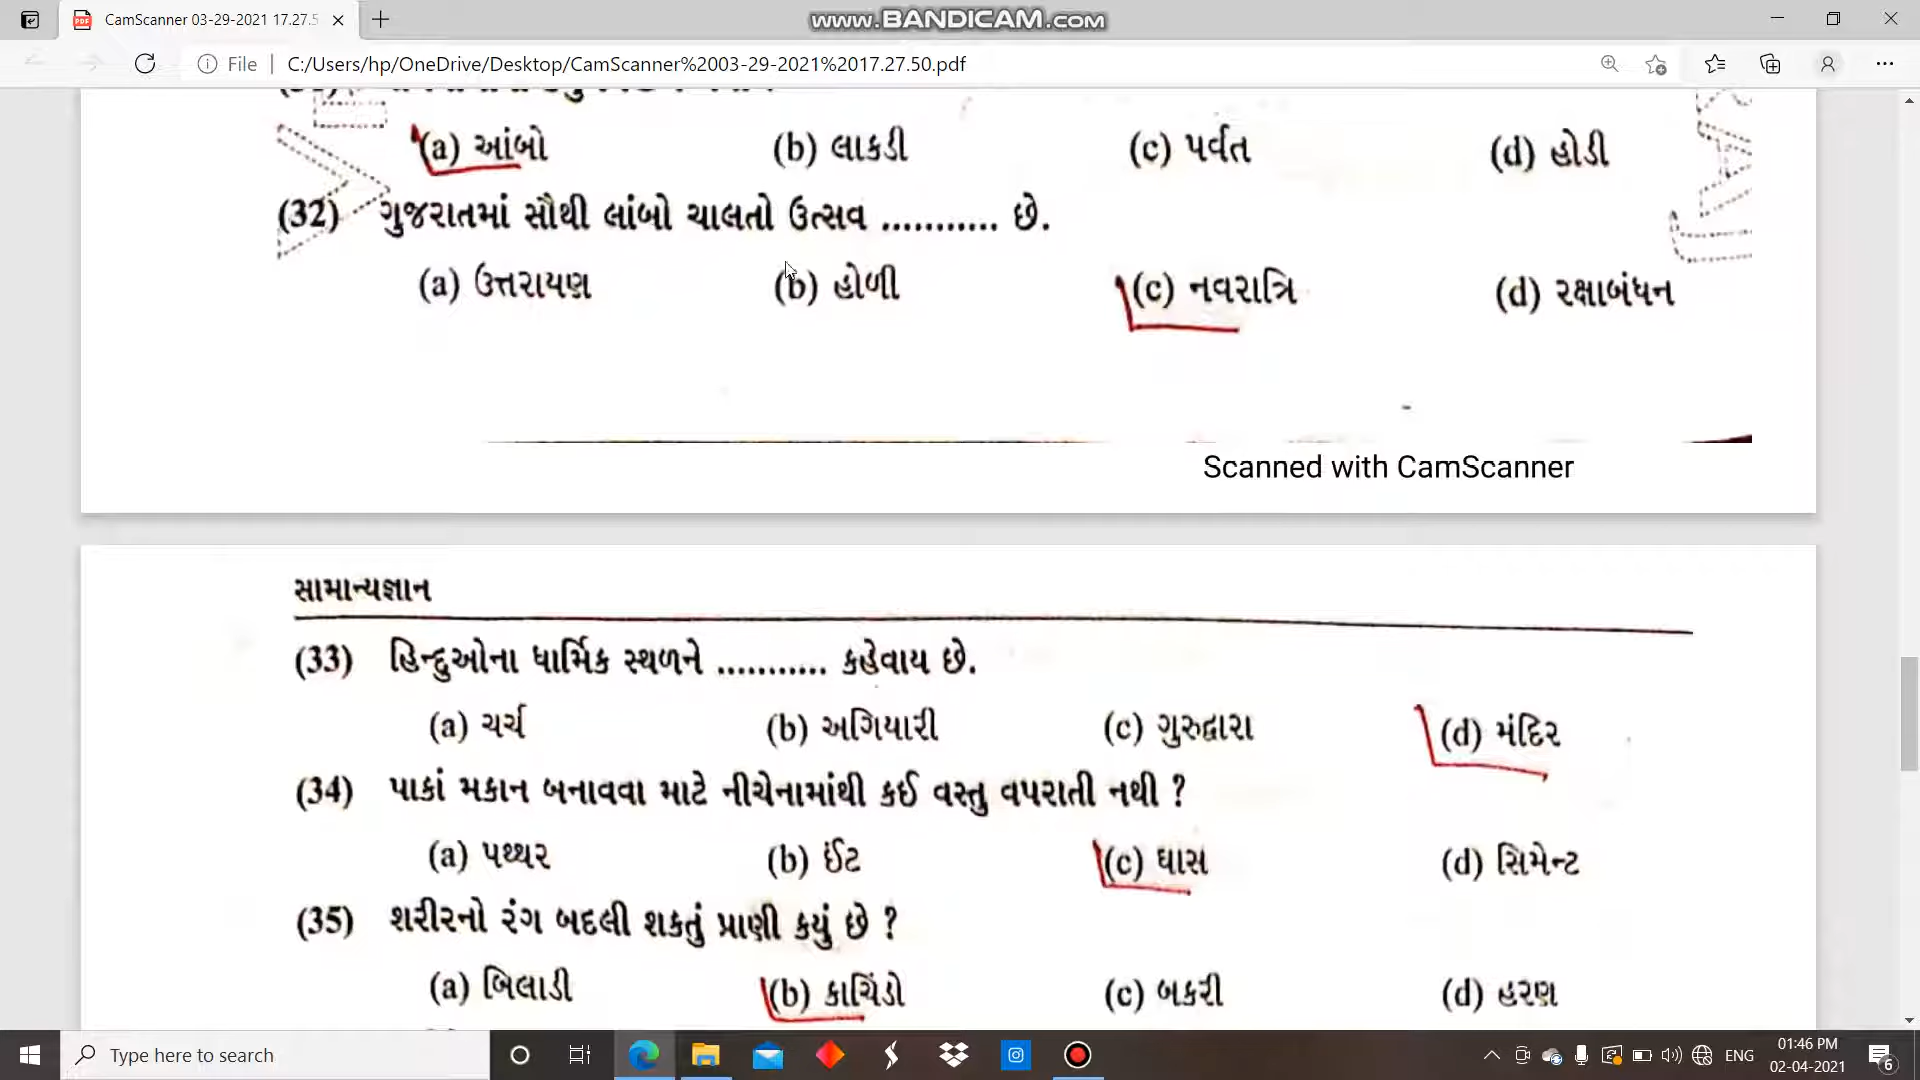 CamScanner 03-29-2021 17.27.5
www.BANDICAM.com
File
C:/Users/hp/OneDrive/Desktop/CamScanner%2003-29-2021%2017.27.50.pdf
(a) આંબો (b) લાકડી (c) પર્વત (d) હોડી
(32) ગુજરાતમાં સૌથી લાંબો ચાલતો ઉત્સવ ........... છે.
(a) ઉત્તરાયણ (b) હોળી (c) નવરાત્રિ (d) રક્ષાબંધન
Scanned with CamScanner
સામાન્યજ્ઞાન
(33) હિન્દુઓના ધાર્મિક સ્થળને ........... કહેવાય છે.
(a) ચર્ચ (b) અગિયારી (c) ગુરુદ્વારા (d) મંદિર
(34) પાકાં મકાન બનાવવા માટે નીચેનામાંથી કઈ વસ્તુ વપરાતી નથી ?
(a) પથ્થર (b) ઈંટ (c) ઘાસ (d) સિમેન્ટ
(35) શરીરનો રંગ બદલી શકતું પ્રાણી કયું છે ?
(a) બિલાડી (b) કાચિંડો (c) બકરી (d) હરણ
Type here to search
ENG
01:46 PM
02-04-2021
6